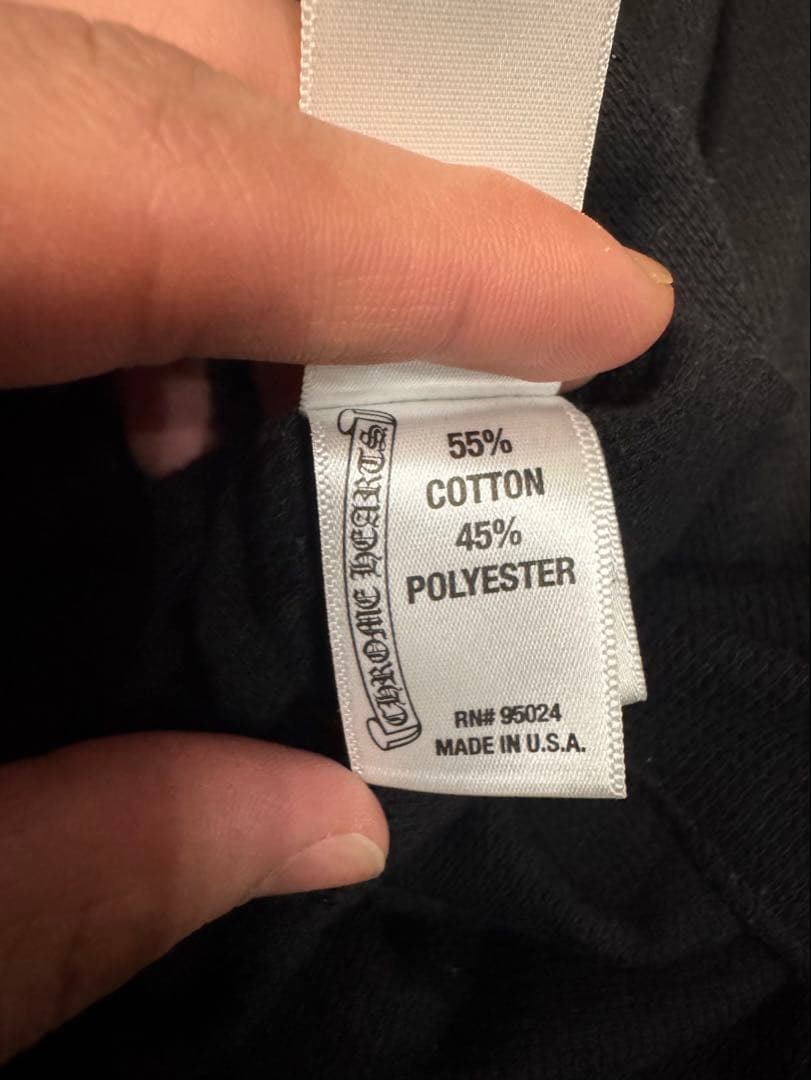 CHROME HEARTS
55%
COTTON
45%
POLYESTER
RN# 95024
MADE IN U.S.A.